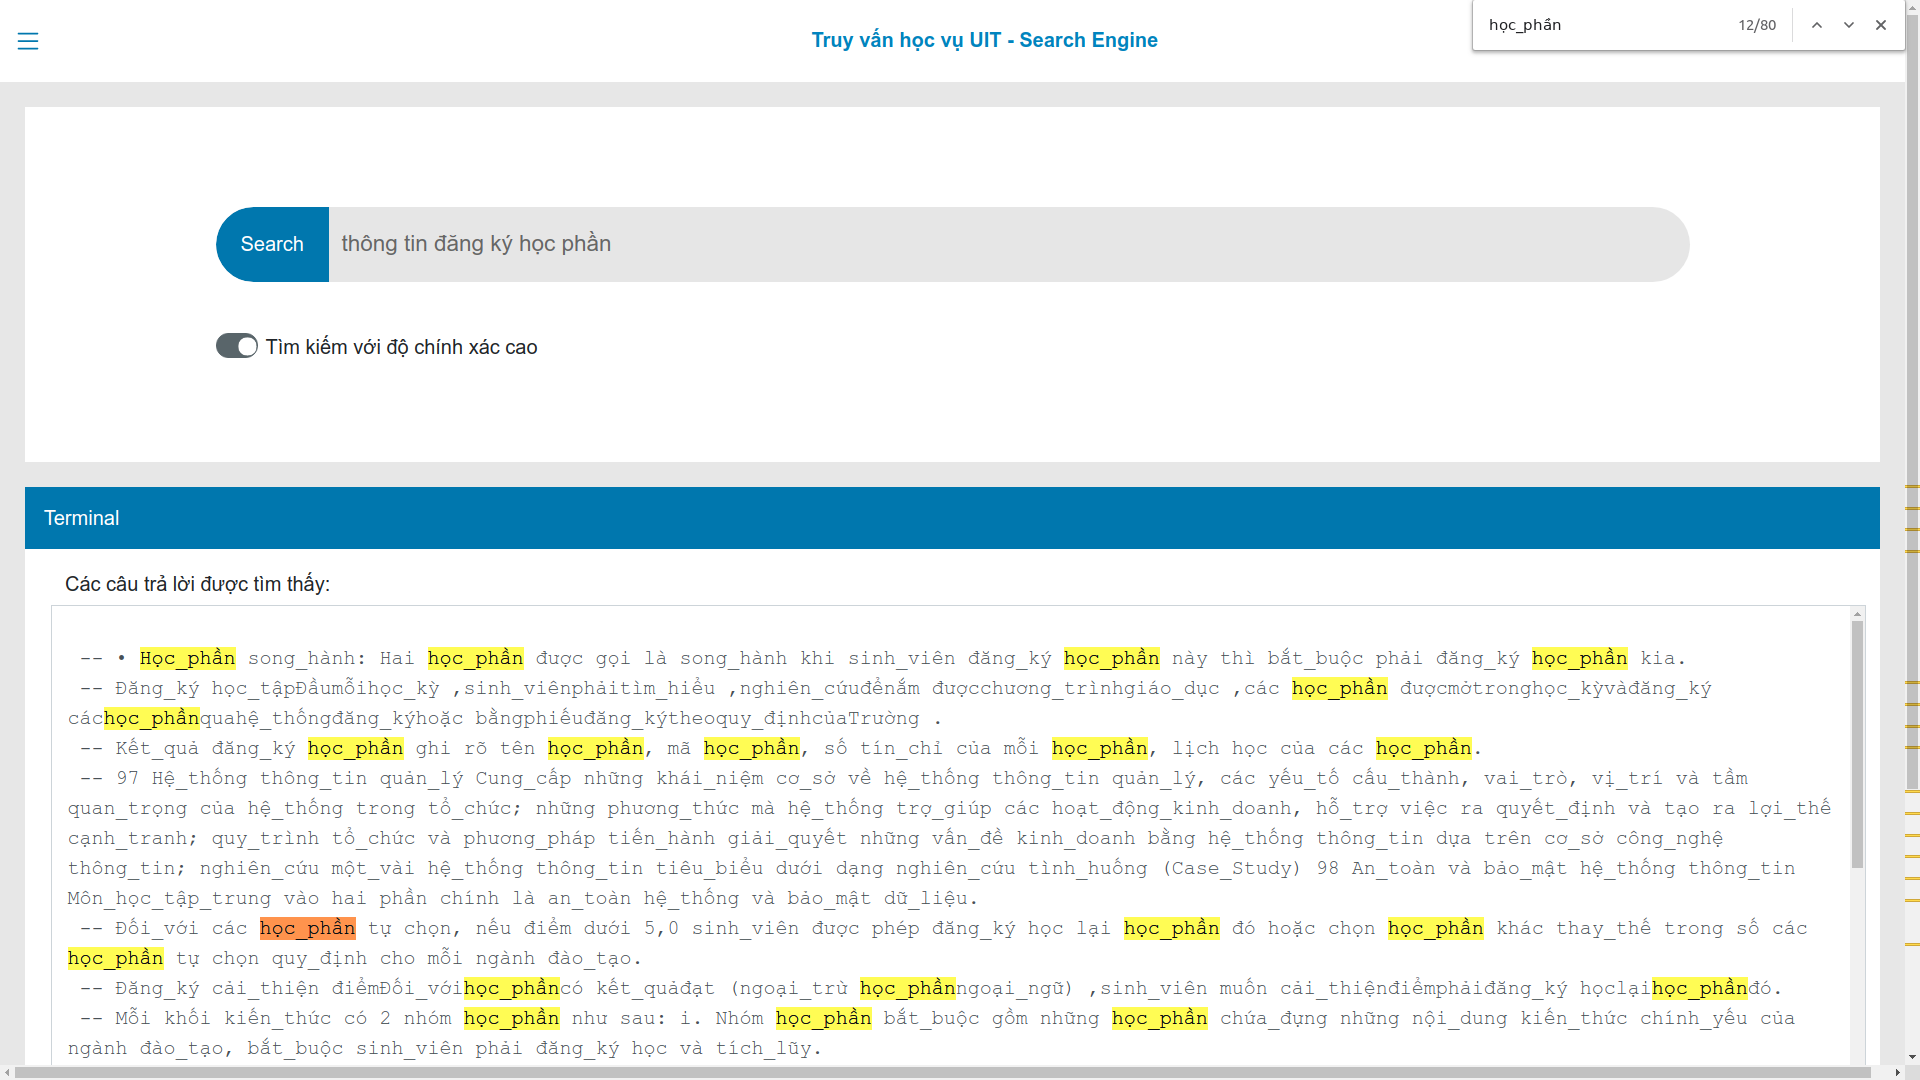 Truy vấn học vụ UIT - Search Engine
học_phần 12/80
Search thông tin đăng ký học phần
Tìm kiếm với độ chính xác cao
Terminal
Các câu trả lời được tìm thấy:
-- • Học_phần song_hành: Hai học_phần được gọi là song_hành khi sinh_viên đăng_ký học_phần này thì bắt_buộc phải đăng_ký học_phần kia.
-- Đăng_ký học_tậpĐầumỗihọc_kỳ ,sinh_viênphảitìm_hiểu ,nghiên_cứuđểnắm đượcchương_trìnhgiáo_dục ,các học_phần đượcmởtronghọc_kỳvàđăng_ký
cáchọc_phầnquahệ_thốngđăng_kýhoặc bằngphiếuđăng_kýtheoquy_địnhcủaTrường .
-- Kết_quả đăng_ký học_phần ghi rõ tên học_phần, mã học_phần, số tín_chỉ của mỗi học_phần, lịch học của các học_phần.
-- 97 Hệ_thống thông_tin quản_lý Cung_cấp những khái_niệm cơ_sở về hệ_thống thông_tin quản_lý, các yếu_tố cấu_thành, vai_trò, vị_trí và tầm
quan_trọng của hệ_thống trong tổ_chức; những phương_thức mà hệ_thống trợ_giúp các hoạt_động_kinh_doanh, hỗ_trợ việc ra quyết_định và tạo ra lợi_thế
cạnh_tranh; quy_trình tổ_chức và phương_pháp tiến_hành giải_quyết những vấn_đề kinh_doanh bằng hệ_thống thông_tin dựa trên cơ_sở công_nghệ
thông_tin; nghiên_cứu một_vài hệ_thống thông_tin tiêu_biểu dưới dạng nghiên_cứu tình_huống (Case_Study) 98 An_toàn và bảo_mật hệ_thống thông_tin
Môn_học_tập_trung vào hai phần chính là an_toàn hệ_thống và bảo_mật dữ_liệu.
-- Đối_với các học_phần tự chọn, nếu điểm dưới 5,0 sinh_viên được phép đăng_ký học lại học_phần đó hoặc chọn học_phần khác thay_thế trong số các
học_phần tự chọn quy_định cho mỗi ngành đào_tạo.
-- Đăng_ký cải_thiện điểmĐối_vớihọc_phầncó kết_quảđạt (ngoại_trừ học_phầnngoại_ngữ) ,sinh_viên muốn cải_thiệnđiểmphảiđăng_ký họclạihọc_phầnđó.
-- Mỗi khối kiến_thức có 2 nhóm học_phần như sau: i. Nhóm học_phần bắt_buộc gồm những học_phần chứa_đựng những nội_dung kiến_thức chính_yếu của
ngành đào_tạo, bắt_buộc sinh_viên phải đăng_ký học và tích_lũy.